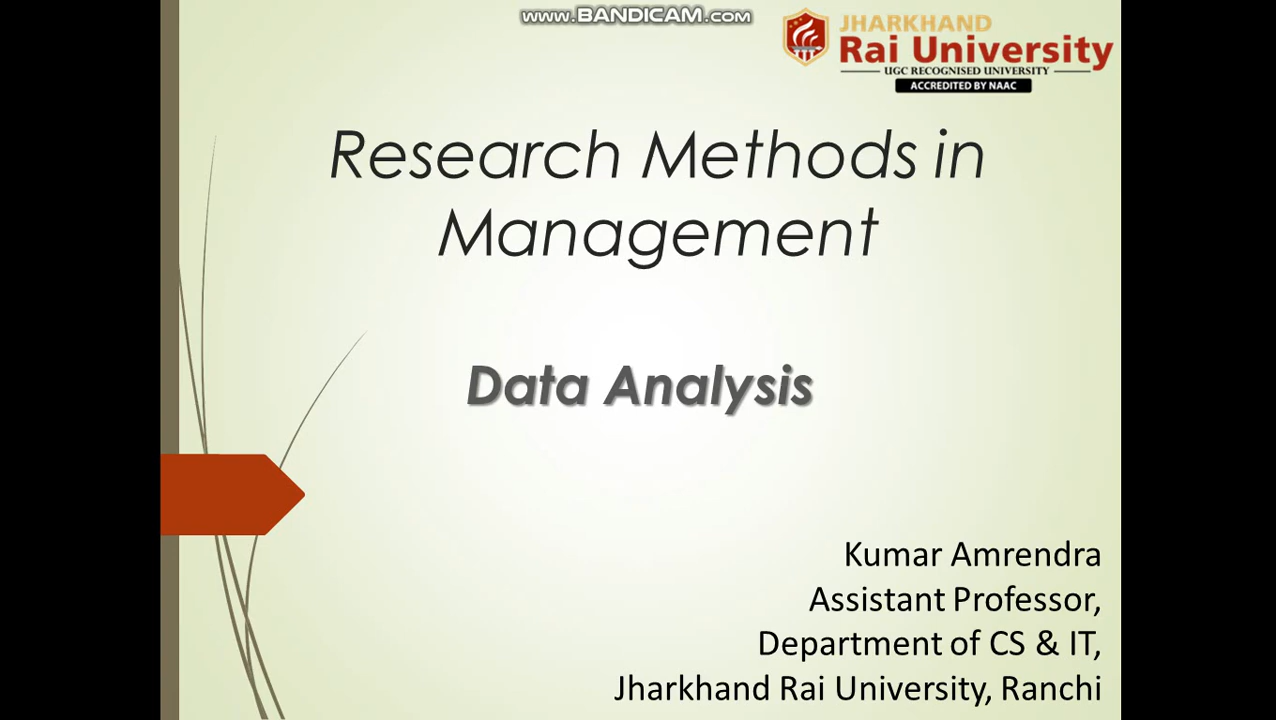 www.BANDICAM.com
JHARKHAND
Rai University
UGC RECOGNISED UNIVERSITY
ACCREDITED BY NAAC
Research Methods in
Management
Data Analysis
Kumar Amrendra
Assistant Professor,
Department of CS & IT,
Jharkhand Rai University, Ranchi